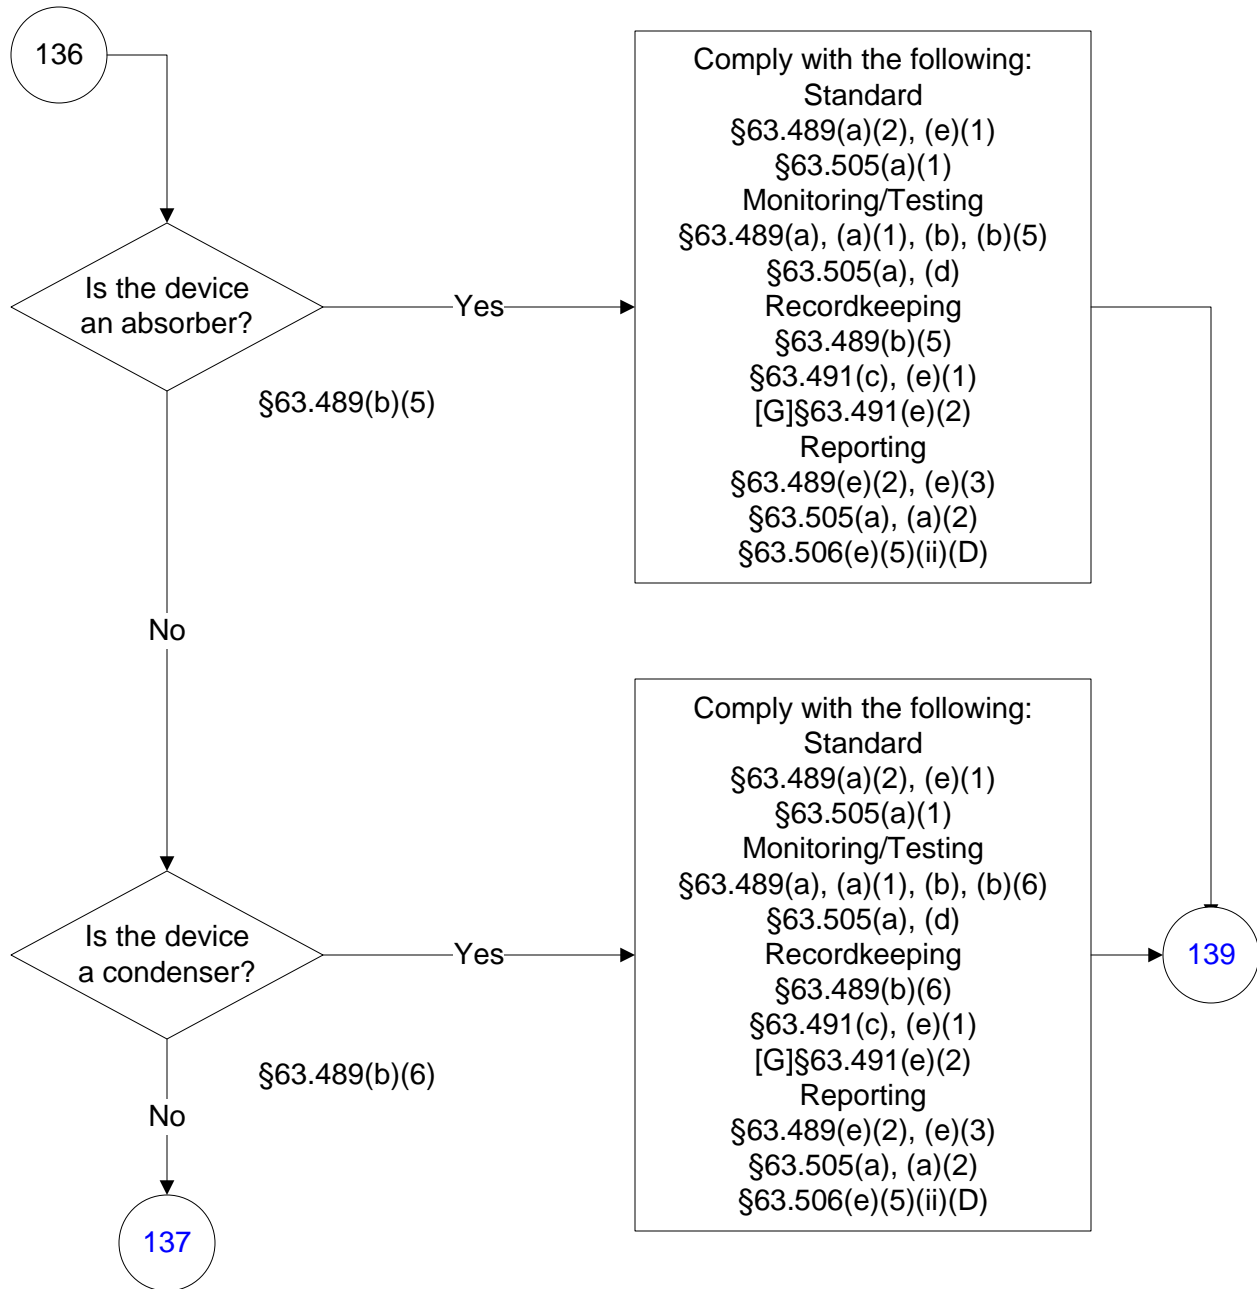 136
Comply with the following:
Standard
§63.489(a)(2), (e)(1)
§63.505(a)(1)
Monitoring/Testing
§63.489(a), (a)(1), (b), (b)(5)
§63.505(a), (d)
Recordkeeping
§63.489(b)(5)
§63.491(c), (e)(1)
[G]§63.491(e)(2)
Reporting
§63.489(e)(2), (e)(3)
§63.505(a), (a)(2)
§63.506(e)(5)(ii)(D)
Is the device
an absorber?
Yes
§63.489(b)(5)
No
Comply with the following:
Standard
§63.489(a)(2), (e)(1)
§63.505(a)(1)
Monitoring/Testing
§63.489(a), (a)(1), (b), (b)(6)
§63.505(a), (d)
Recordkeeping
§63.489(b)(6)
§63.491(c), (e)(1)
[G]§63.491(e)(2)
Reporting
§63.489(e)(2), (e)(3)
§63.505(a), (a)(2)
§63.506(e)(5)(ii)(D)
Is the device
a condenser?
Yes
139
§63.489(b)(6)
No
137